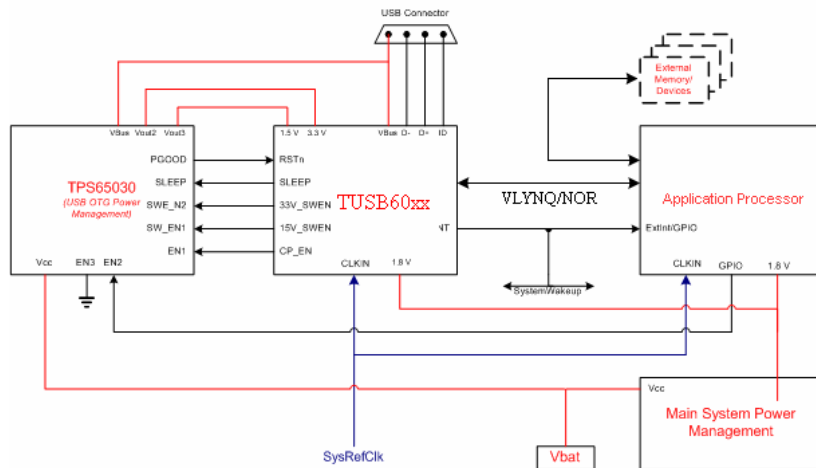 USB Connector
External
Memory/
Devices
VBus Vout2 Vout3
1.5 V 3.3 V VBus D- D+ ID
PGOOD
RSTn
TPS65030
(USB OTG Power
Management)
SLEEP
SLEEP
SWE_N2
33V_SWEN
SW_EN1
15V_SWEN
EN1
CP_EN
TUSB60xx
VLYNQ/NOR
Application Processor
NT
ExtInt/GPIO
Vcc EN3 EN2
CLKIN 1.8 V
CLKIN GPIO 1.8 V
SystemWakeup
Vcc
Main System Power
Management
SysRefClk
Vbat